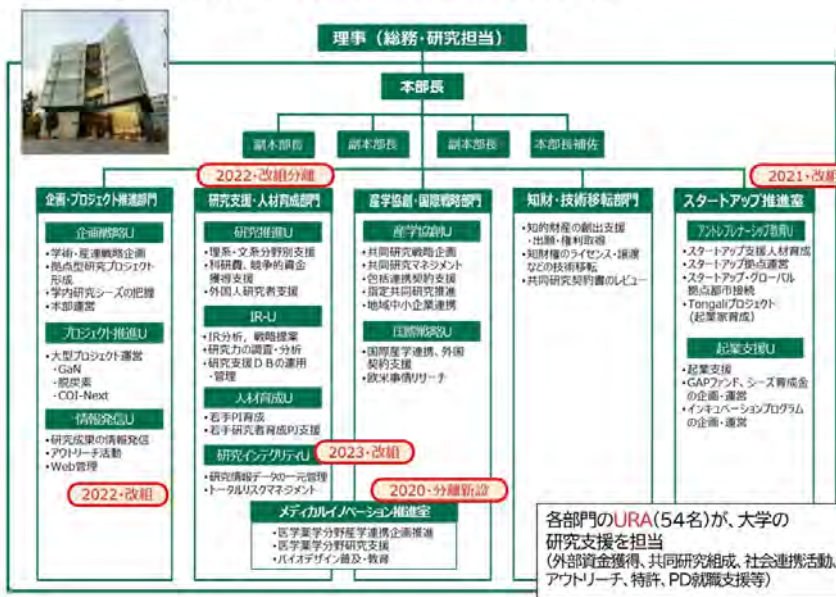 理事（総務・研究担当）
本部長
副本部長
副本部長
副本部長
本部長補佐
2022・改組分離
2021・改組
企画・プロジェクト推進部門
企画戦略U
・学術・産連戦略企画
・拠点型研究プロジェクト
形成
・学内研究シーズの把握
・本部運営
プロジェクト推進U
・大型プロジェクト運営
・GaN
・脱炭素
・COI-Next
情報発信U
・研究成果の情報発信
・アウトリーチ活動
・Web管理
2022・改組
研究支援・人材育成部門
研究推進U
・理系・文系分野別支援
・科研費、競争的資金
獲得支援
・外国人研究者支援
IR-U
・IR分析，戦略提案
・研究力の調査・分析
・研究支援ＤＢの運用
・管理
人材育成U
・若手PI育成
・若手研究者育成PJ支援
研究インテグリティU
2023・改組
・研究情報データの一元管理
・トータルリスクマネジメント
産学協創・国際戦略部門
産学協創U
・共同研究戦略企画
・共同研究マネジメント
・包括連携契約支援
・指定共同研究推進
・地域中小企業連携
国際戦略U
・国際産学連携、外国
契約支援
・欧米事情リサーチ
2020・分離新設
メディカルイノベーション推進室
・医学薬学分野産学連携企画推進
・医学薬学分野研究支援
・バイオデザイン普及・教育
知財・技術移転部門
・知的財産の創出支援
・出願・権利取得
・知財権のライセンス・譲渡
などの技術移転
・共同研究契約書のレビュー
スタートアップ推進室
アントレプレナーシップ教育U
・スタートアップ支援人材育成
・スタートアップ拠点運営
・スタートアップ・グローバル
拠点都市接続
・Tongaliプロジェクト
（起業家育成）
起業支援U
・起業支援
・GAPファンド、シーズ育成金
の企画・運営
・インキュベーションプログラム
の企画・運営
各部門のURA(54名)が、大学の
研究支援を担当
(外部資金獲得、共同研究組成、社会連携活動、
アウトリーチ、特許、PD就職支援等)